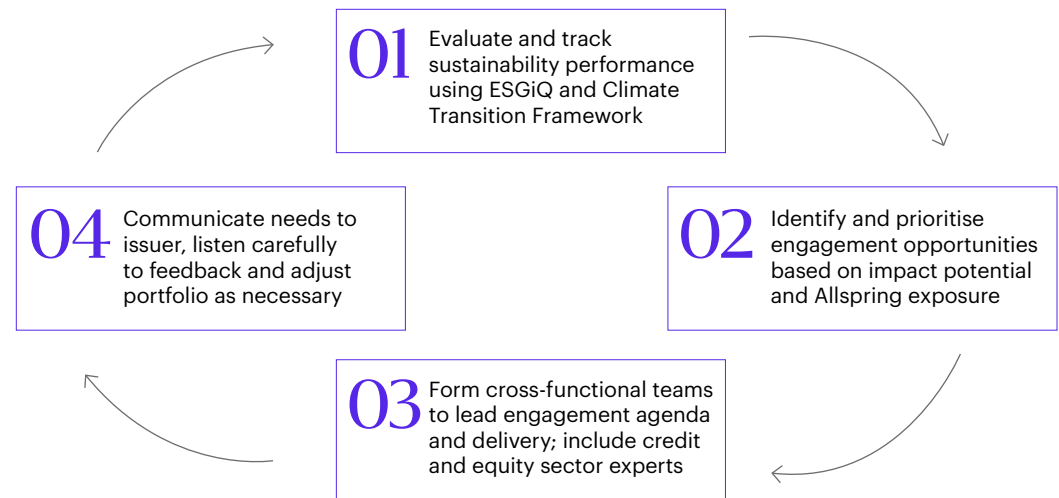 01
Evaluate and track
sustainability performance
using ESGiQ and Climate
Transition Framework
02
Identify and prioritise
engagement opportunities
based on impact potential
and Allspring exposure
03
Form cross-functional teams
to lead engagement agenda
and delivery; include credit
and equity sector experts
04
Communicate needs to
issuer, listen carefully
to feedback and adjust
portfolio as necessary